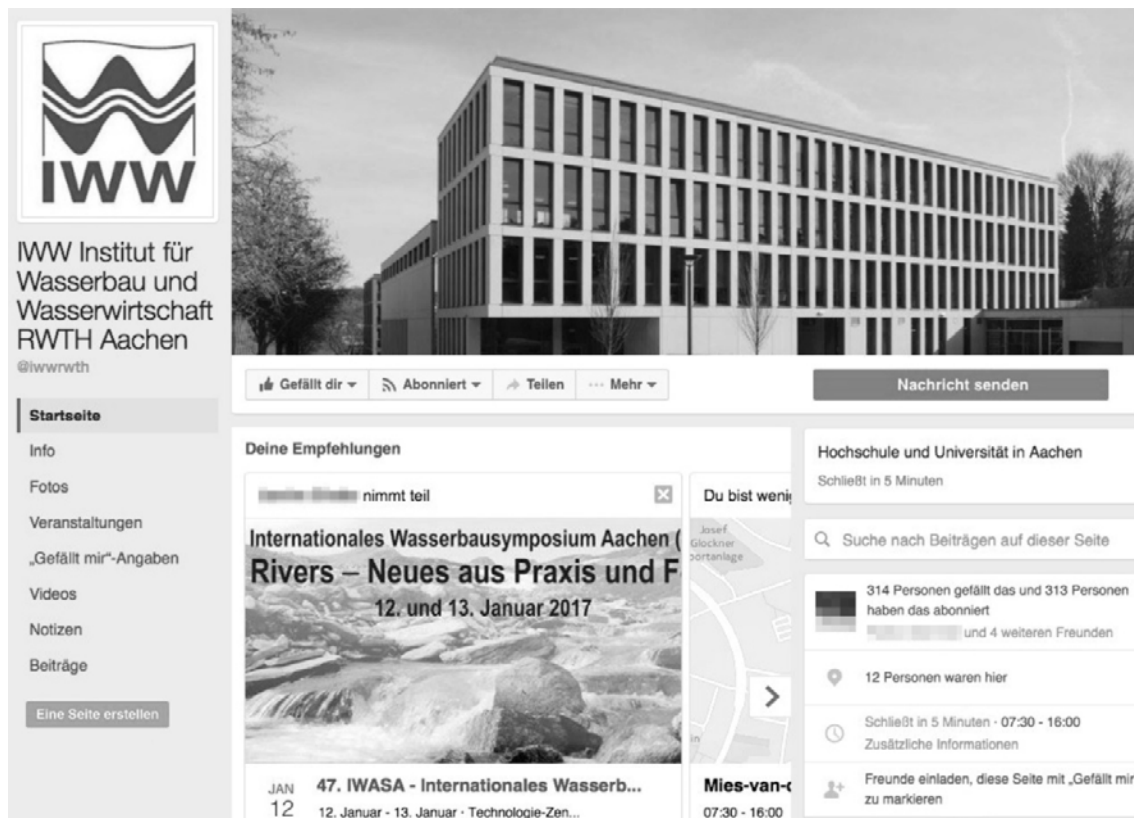 IWW
IWW Institut für
Wasserbau und
Wasserwirtschaft
RWTH Aachen
@iwwrwth
Startseite
Info
Fotos
Veranstaltungen
„Gefällt mir“-Angaben
Videos
Notizen
Beiträge
Eine Seite erstellen
Gefällt dir
Abonniert
Teilen
Mehr
Nachricht senden
Deine Empfehlungen
nimmt teil
Internationales Wasserbausymposium Aachen (
Rivers – Neues aus Praxis und F
12. und 13. Januar 2017
JAN
12
47. IWASA - Internationales Wasserb...
12. Januar - 13. Januar · Technologie-Zen...
Du bist wenig
Josef
Glockner
portanlage
Mies-van-d
07:30 - 16:00
Hochschule und Universität in Aachen
Schließt in 5 Minuten
Suche nach Beiträgen auf dieser Seite
314 Personen gefällt das und 313 Personen
haben das abonniert
und 4 weiteren Freunden
12 Personen waren hier
Schließt in 5 Minuten · 07:30 - 16:00
Zusätzliche Informationen
Freunde einladen, diese Seite mit „Gefällt mir
zu markieren